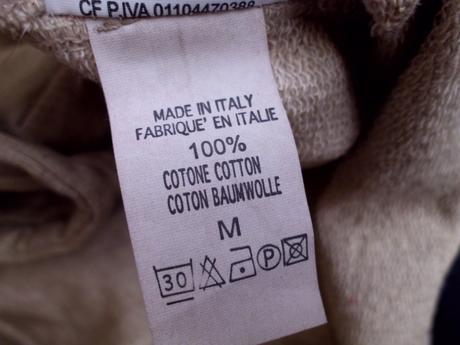 CF P.IVA 01104470388
MADE IN ITALY
FABRIQUE' EN ITALIE
100%
COTONE COTTON
COTON BAUMWOLLE
M
30 P